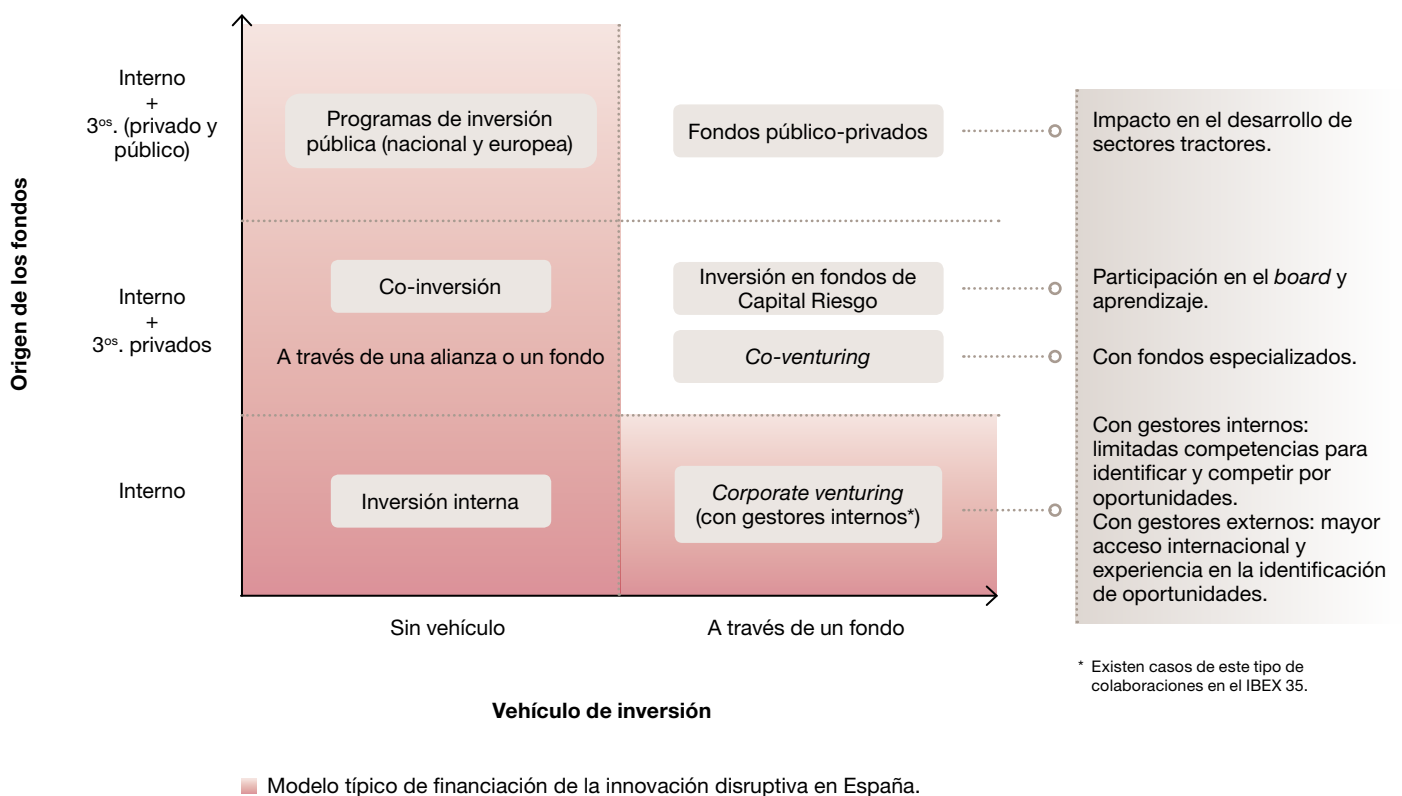 Origen de los fondos
Interno
+
3os. (privado y
público)
Programas de inversión
pública (nacional y europea)
Fondos público-privados
Impacto en el desarrollo de
sectores tractores.
Interno
+
3os. privados
Co-inversión
A través de una alianza o un fondo
Inversión en fondos de
Capital Riesgo
Participación en el board y
aprendizaje.
Co-venturing
Con fondos especializados.
Interno
Inversión interna
Corporate venturing
(con gestores internos*)
Con gestores internos:
limitadas competencias para
identificar y competir por
oportunidades.
Con gestores externos: mayor
acceso internacional y
experiencia en la identificación
de oportunidades.
Sin vehículo
A través de un fondo
* Existen casos de este tipo de
colaboraciones en el IBEX 35.
Vehículo de inversión
Modelo típico de financiación de la innovación disruptiva en España.